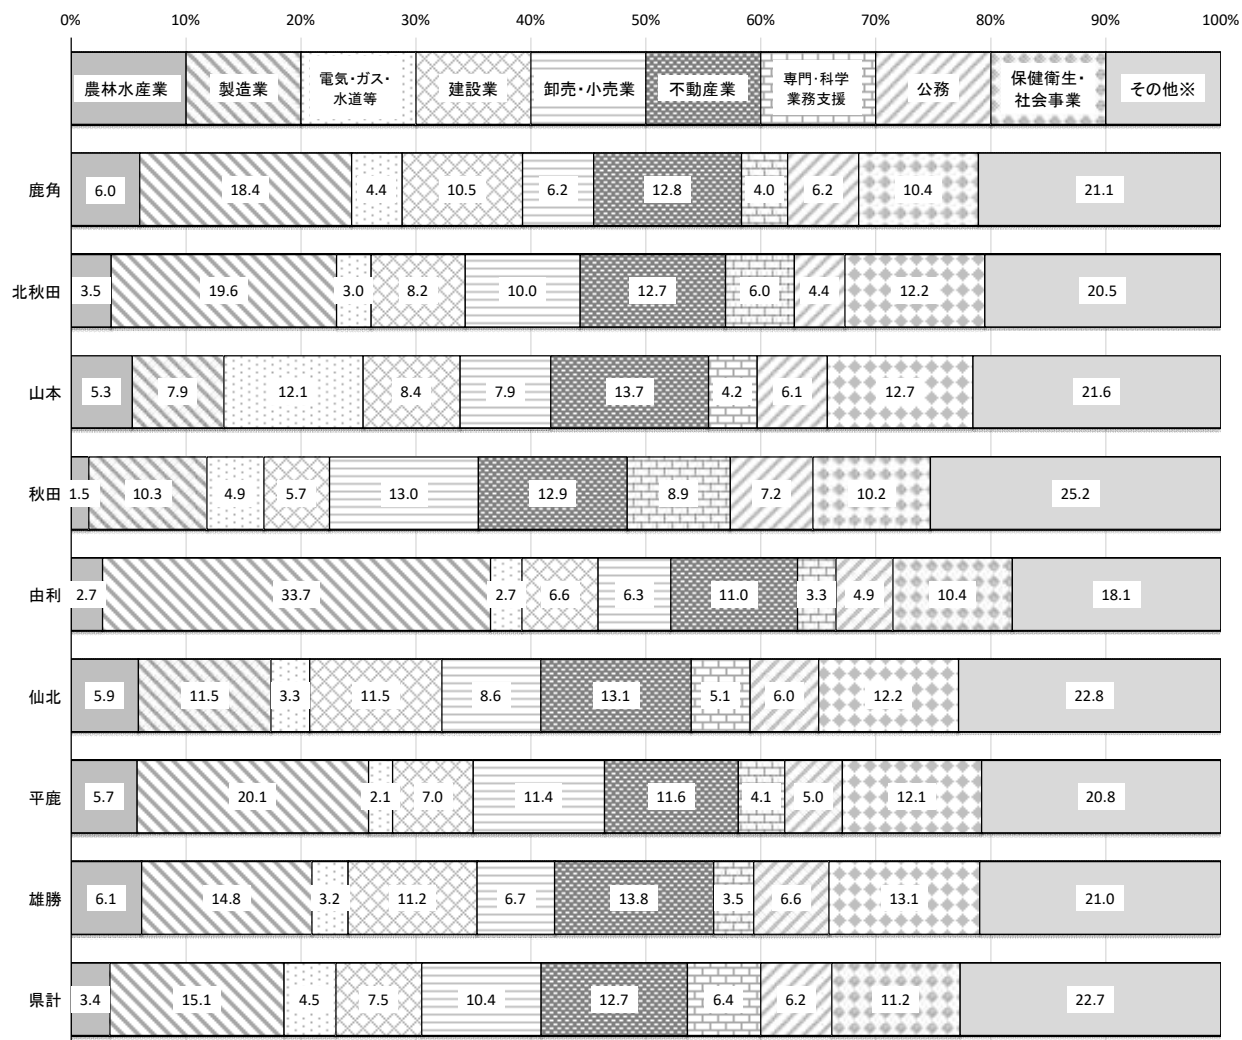 0% 10% 20% 30% 40% 50% 60% 70% 80% 90% 100%
農林水産業 製造業 電気・ガス・水道等 建設業 卸売・小売業 不動産業 専門・科学業務支援 公務 保健衛生・社会事業 その他※
鹿角 6.0 18.4 4.4 10.5 6.2 12.8 4.0 6.2 10.4 21.1
北秋田 3.5 19.6 3.0 8.2 10.0 12.7 6.0 4.4 12.2 20.5
山本 5.3 7.9 12.1 8.4 7.9 13.7 4.2 6.1 12.7 21.6
秋田 1.5 10.3 4.9 5.7 13.0 12.9 8.9 7.2 10.2 25.2
由利 2.7 33.7 2.7 6.6 6.3 11.0 3.3 4.9 10.4 18.1
仙北 5.9 11.5 3.3 11.5 8.6 13.1 5.1 6.0 12.2 22.8
平鹿 5.7 20.1 2.1 7.0 11.4 11.6 4.1 5.0 12.1 20.8
雄勝 6.1 14.8 3.2 11.2 6.7 13.8 3.5 6.6 13.1 21.0
県計 3.4 15.1 4.5 7.5 10.4 12.7 6.4 6.2 11.2 22.7